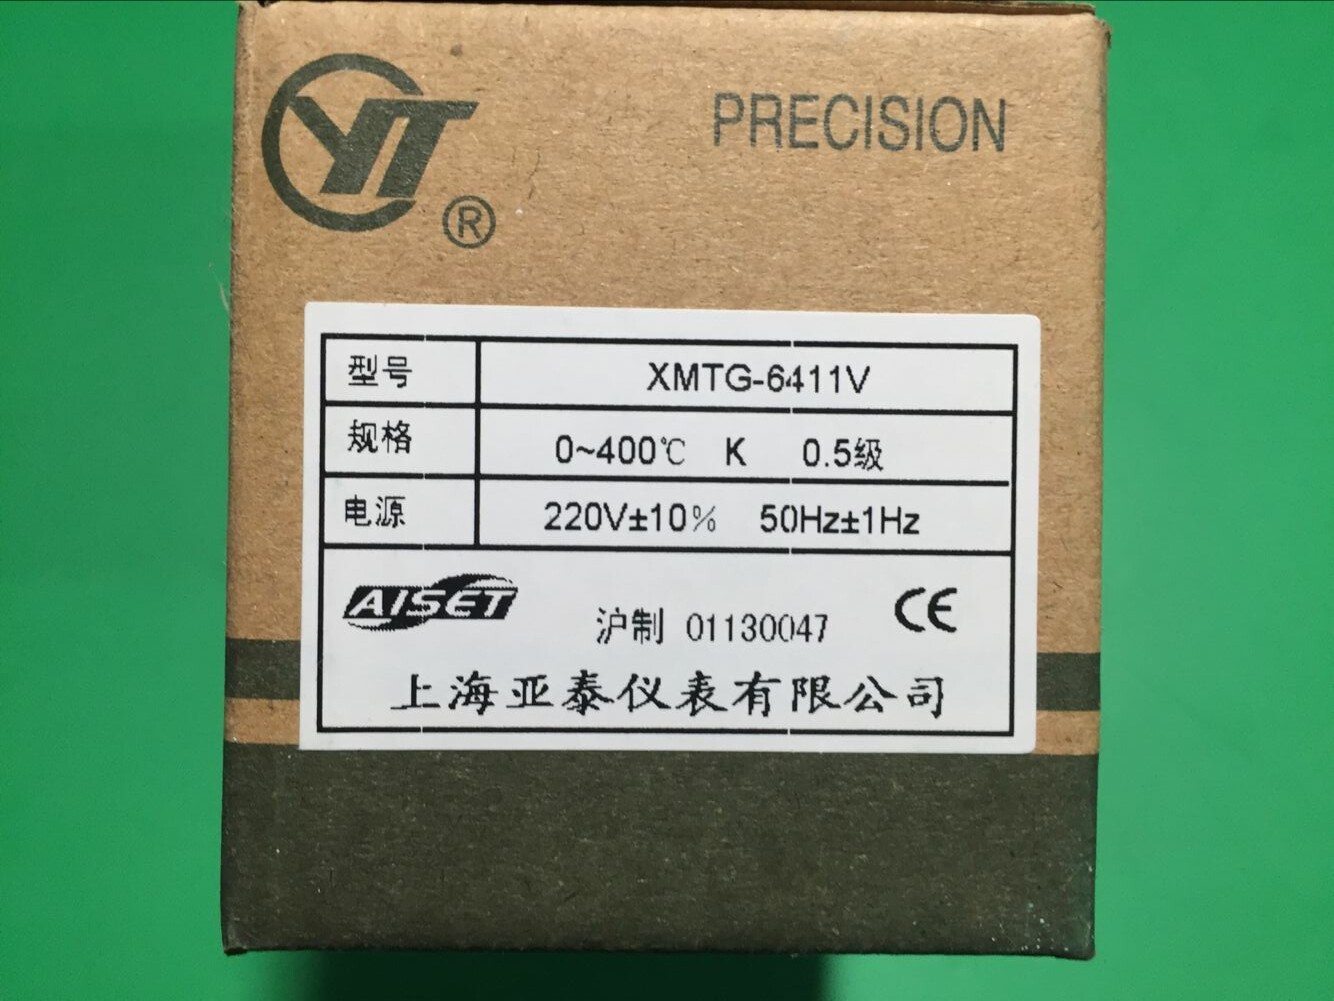 YT®
PRECISION
型号 XMTG-6411V
规格 0~400℃ K 0.5级
电源 220V±10% 50Hz±1Hz
AISET
沪制 01130047
CE
上海亚泰仪表有限公司